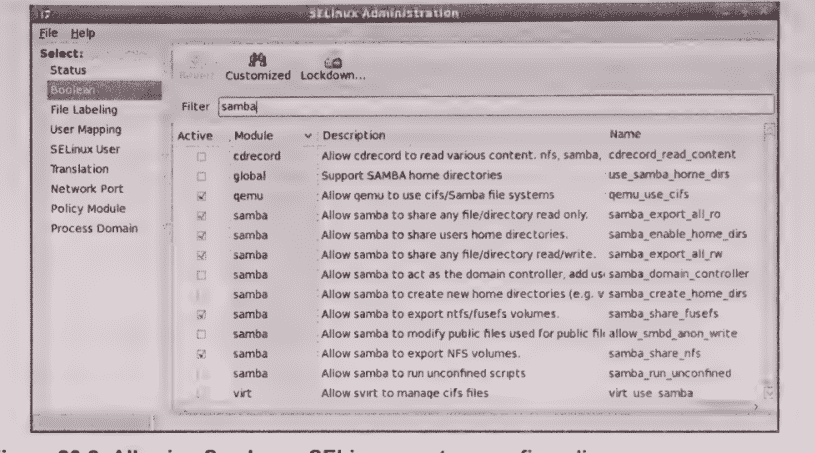 SELinux Administration
File Help
Select:
Status
Boolean
File Labeling
User Mapping
SELinux User
Translation
Network Port
Policy Module
Process Domain
Revert Customized Lockdown...
Filter samba
Active Module Description Name
cdrecord Allow cdrecord to read various content. nfs, samba, cdrecord_read_content
global Support SAMBA home directories use_samba_home_dirs
qemu Allow qemu to use cifs/Samba file systems qemu_use_cifs
samba Allow samba to share any file/directory read only. samba_export_all_ro
samba Allow samba to share users home directories. samba_enable_home_dirs
samba Allow samba to share any file/directory read/write. samba_export_all_rw
samba Allow samba to act as the domain controller, add use samba_domain_controller
samba Allow samba to create new home directories (e.g. v samba_create_home_dirs
samba Allow samba to export ntfs/fusefs volumes. samba_share_fusefs
samba Allow samba to modify public files used for public file allow_smbd_anon_write
samba Allow samba to export NFS volumes. samba_share_nfs
samba Allow samba to run unconfined scripts samba_run_unconfined
virt Allow svirt to manage cifs files virt_use_samba